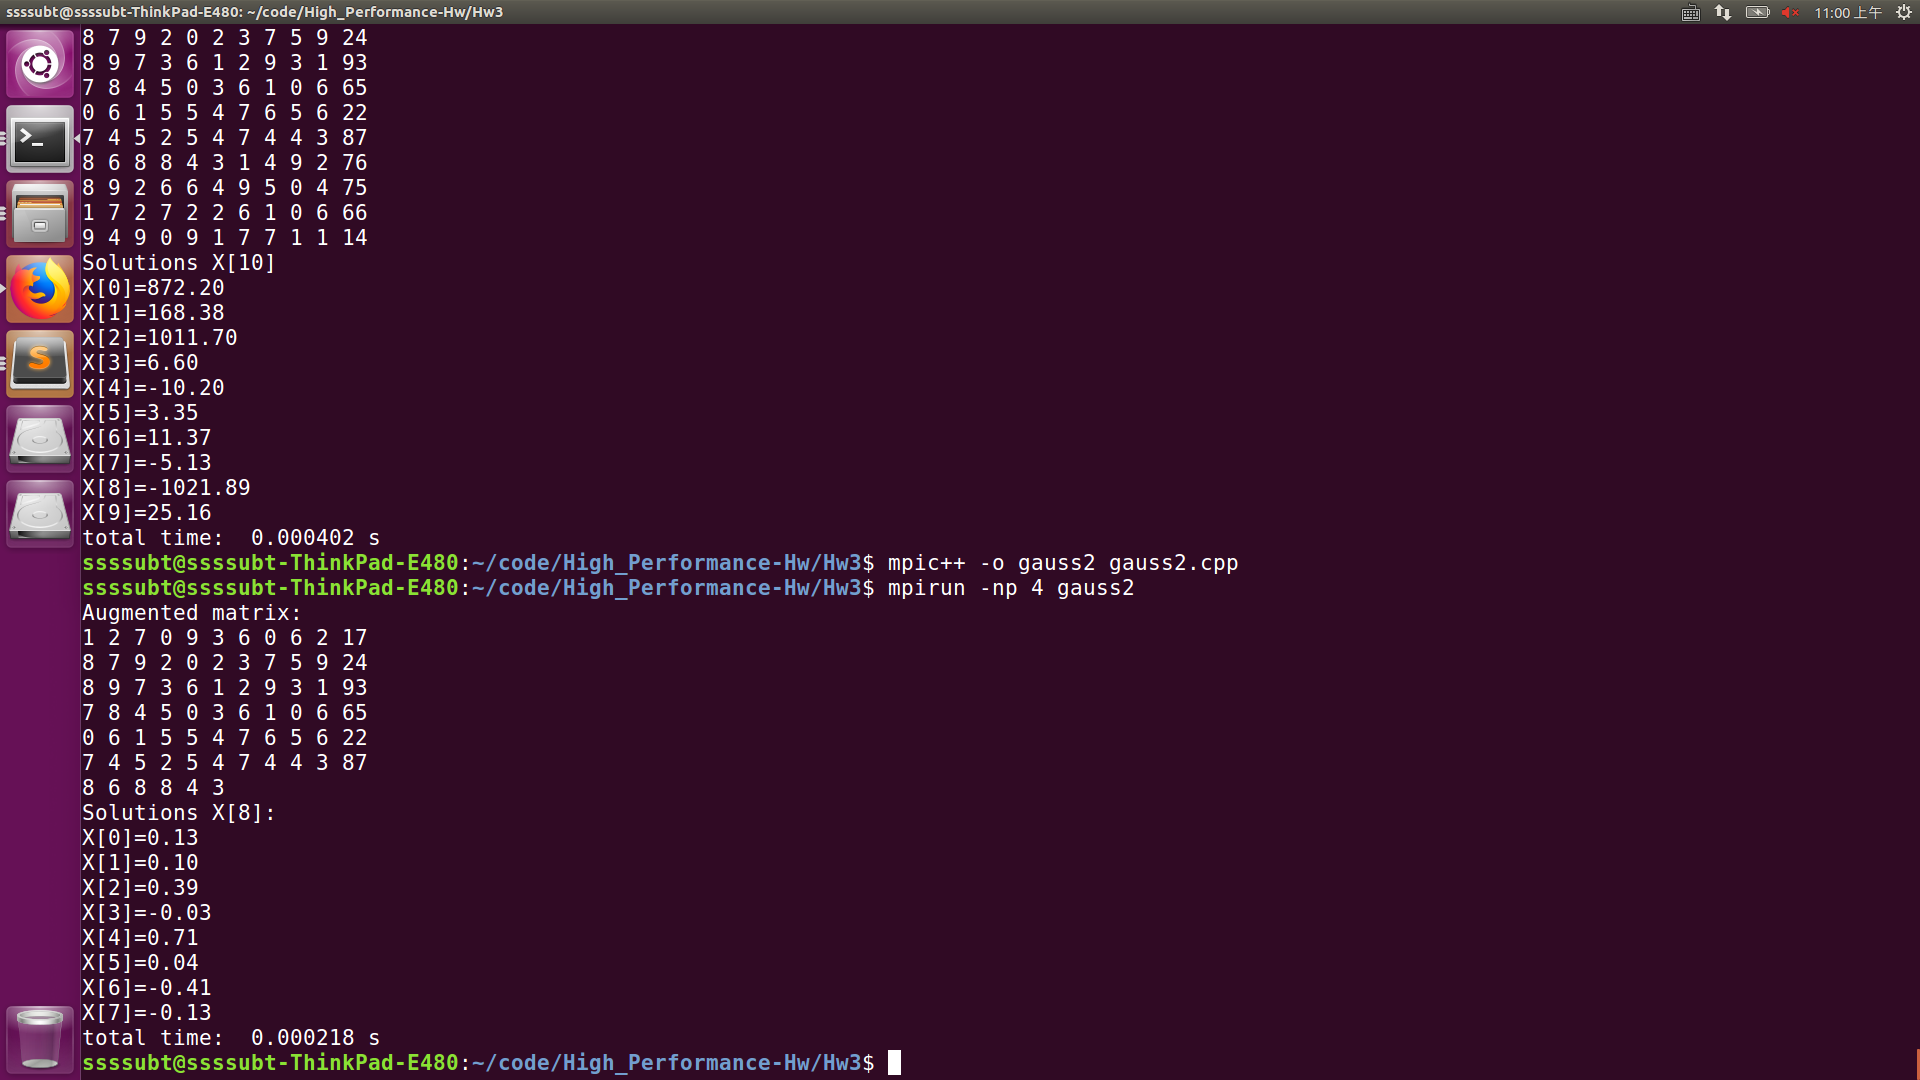 ssssubt@ssssubt-ThinkPad-E480: ~/code/High_Performance-Hw/Hw3
11:00 上午
8 7 9 2 0 2 3 7 5 9 24
8 9 7 3 6 1 2 9 3 1 93
7 8 4 5 0 3 6 1 0 6 65
0 6 1 5 5 4 7 6 5 6 22
7 4 5 2 5 4 7 4 4 3 87
8 6 8 8 4 3 1 4 9 2 76
8 9 2 6 6 4 9 5 0 4 75
1 7 2 7 2 2 6 1 0 6 66
9 4 9 0 9 1 7 7 1 1 14
Solutions X[10]
X[0]=872.20
X[1]=168.38
X[2]=1011.70
X[3]=6.60
X[4]=-10.20
X[5]=3.35
X[6]=11.37
X[7]=-5.13
X[8]=-1021.89
X[9]=25.16
total time:  0.000402 s
ssssubt@ssssubt-ThinkPad-E480:~/code/High_Performance-Hw/Hw3$ mpic++ -o gauss2 gauss2.cpp
ssssubt@ssssubt-ThinkPad-E480:~/code/High_Performance-Hw/Hw3$ mpirun -np 4 gauss2
Augmented matrix:
1 2 7 0 9 3 6 0 6 2 17
8 7 9 2 0 2 3 7 5 9 24
8 9 7 3 6 1 2 9 3 1 93
7 8 4 5 0 3 6 1 0 6 65
0 6 1 5 5 4 7 6 5 6 22
7 4 5 2 5 4 7 4 4 3 87
8 6 8 8 4 3
Solutions X[8]:
X[0]=0.13
X[1]=0.10
X[2]=0.39
X[3]=-0.03
X[4]=0.71
X[5]=0.04
X[6]=-0.41
X[7]=-0.13
total time:  0.000218 s
ssssubt@ssssubt-ThinkPad-E480:~/code/High_Performance-Hw/Hw3$